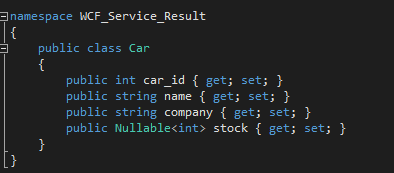 namespace WCF_Service_Result
{
public class Car
{
public int car_id { get; set; }
public string name { get; set; }
public string company { get; set; }
public Nullable<int> stock { get; set; }
}
}